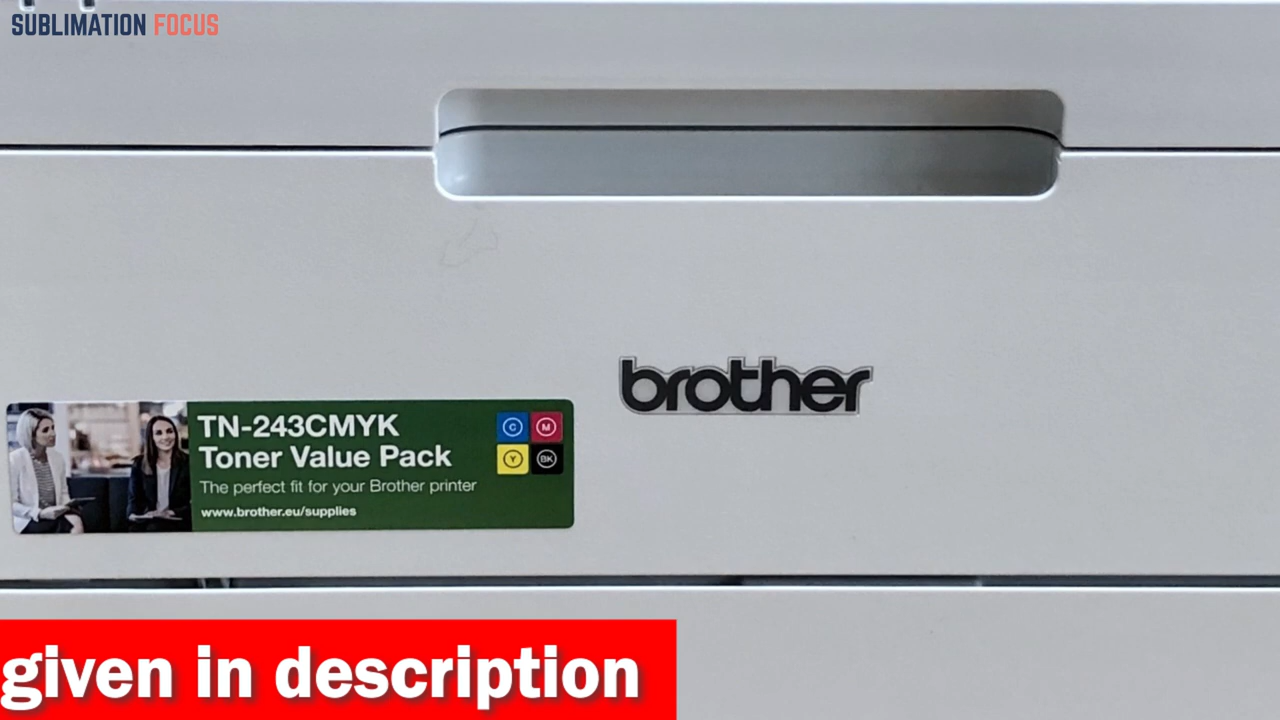 SUBLIMATION FOCUS
brother
TN-243CMYK
Toner Value Pack
The perfect fit for your Brother printer
www.brother.eu/supplies
C M
Y BK
given in description